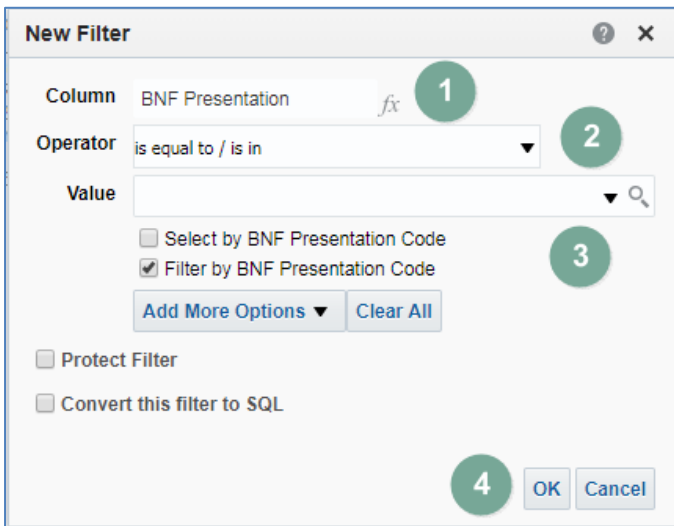 New Filter ? ×
Column BNF Presentation fx 1
Operator is equal to / is in 2
Value
Select by BNF Presentation Code
Filter by BNF Presentation Code 3
Add More Options Clear All
Protect Filter
Convert this filter to SQL
4 OK Cancel